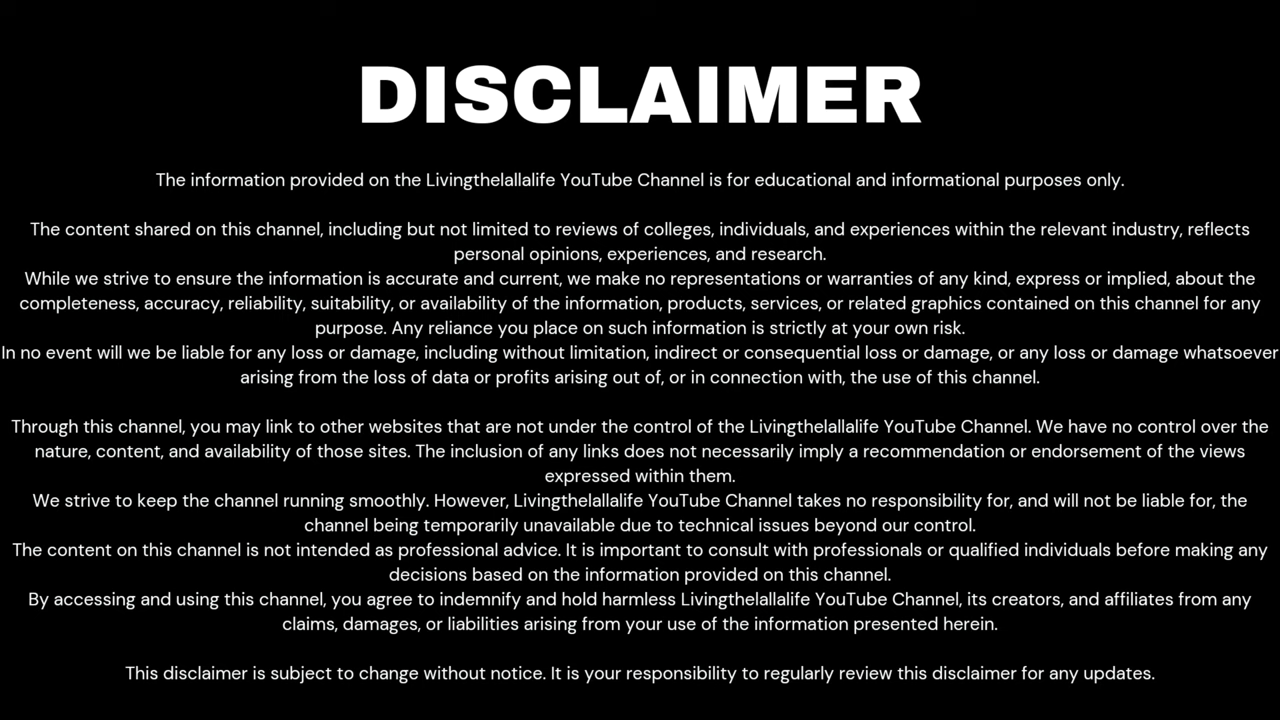 DISCLAIMER
The information provided on the Livingthelallalife YouTube Channel is for educational and informational purposes only.
The content shared on this channel, including but not limited to reviews of colleges, individuals, and experiences within the relevant industry, reflects
personal opinions, experiences, and research.
While we strive to ensure the information is accurate and current, we make no representations or warranties of any kind, express or implied, about the
completeness, accuracy, reliability, suitability, or availability of the information, products, services, or related graphics contained on this channel for any
purpose. Any reliance you place on such information is strictly at your own risk.
In no event will we be liable for any loss or damage, including without limitation, indirect or consequential loss or damage, or any loss or damage whatsoever
arising from the loss of data or profits arising out of, or in connection with, the use of this channel.
Through this channel, you may link to other websites that are not under the control of the Livingthelallalife YouTube Channel. We have no control over the
nature, content, and availability of those sites. The inclusion of any links does not necessarily imply a recommendation or endorsement of the views
expressed within them.
We strive to keep the channel running smoothly. However, Livingthelallalife YouTube Channel takes no responsibility for, and will not be liable for, the
channel being temporarily unavailable due to technical issues beyond our control.
The content on this channel is not intended as professional advice. It is important to consult with professionals or qualified individuals before making any
decisions based on the information provided on this channel.
By accessing and using this channel, you agree to indemnify and hold harmless Livingthelallalife YouTube Channel, its creators, and affiliates from any
claims, damages, or liabilities arising from your use of the information presented herein.
This disclaimer is subject to change without notice. It is your responsibility to regularly review this disclaimer for any updates.